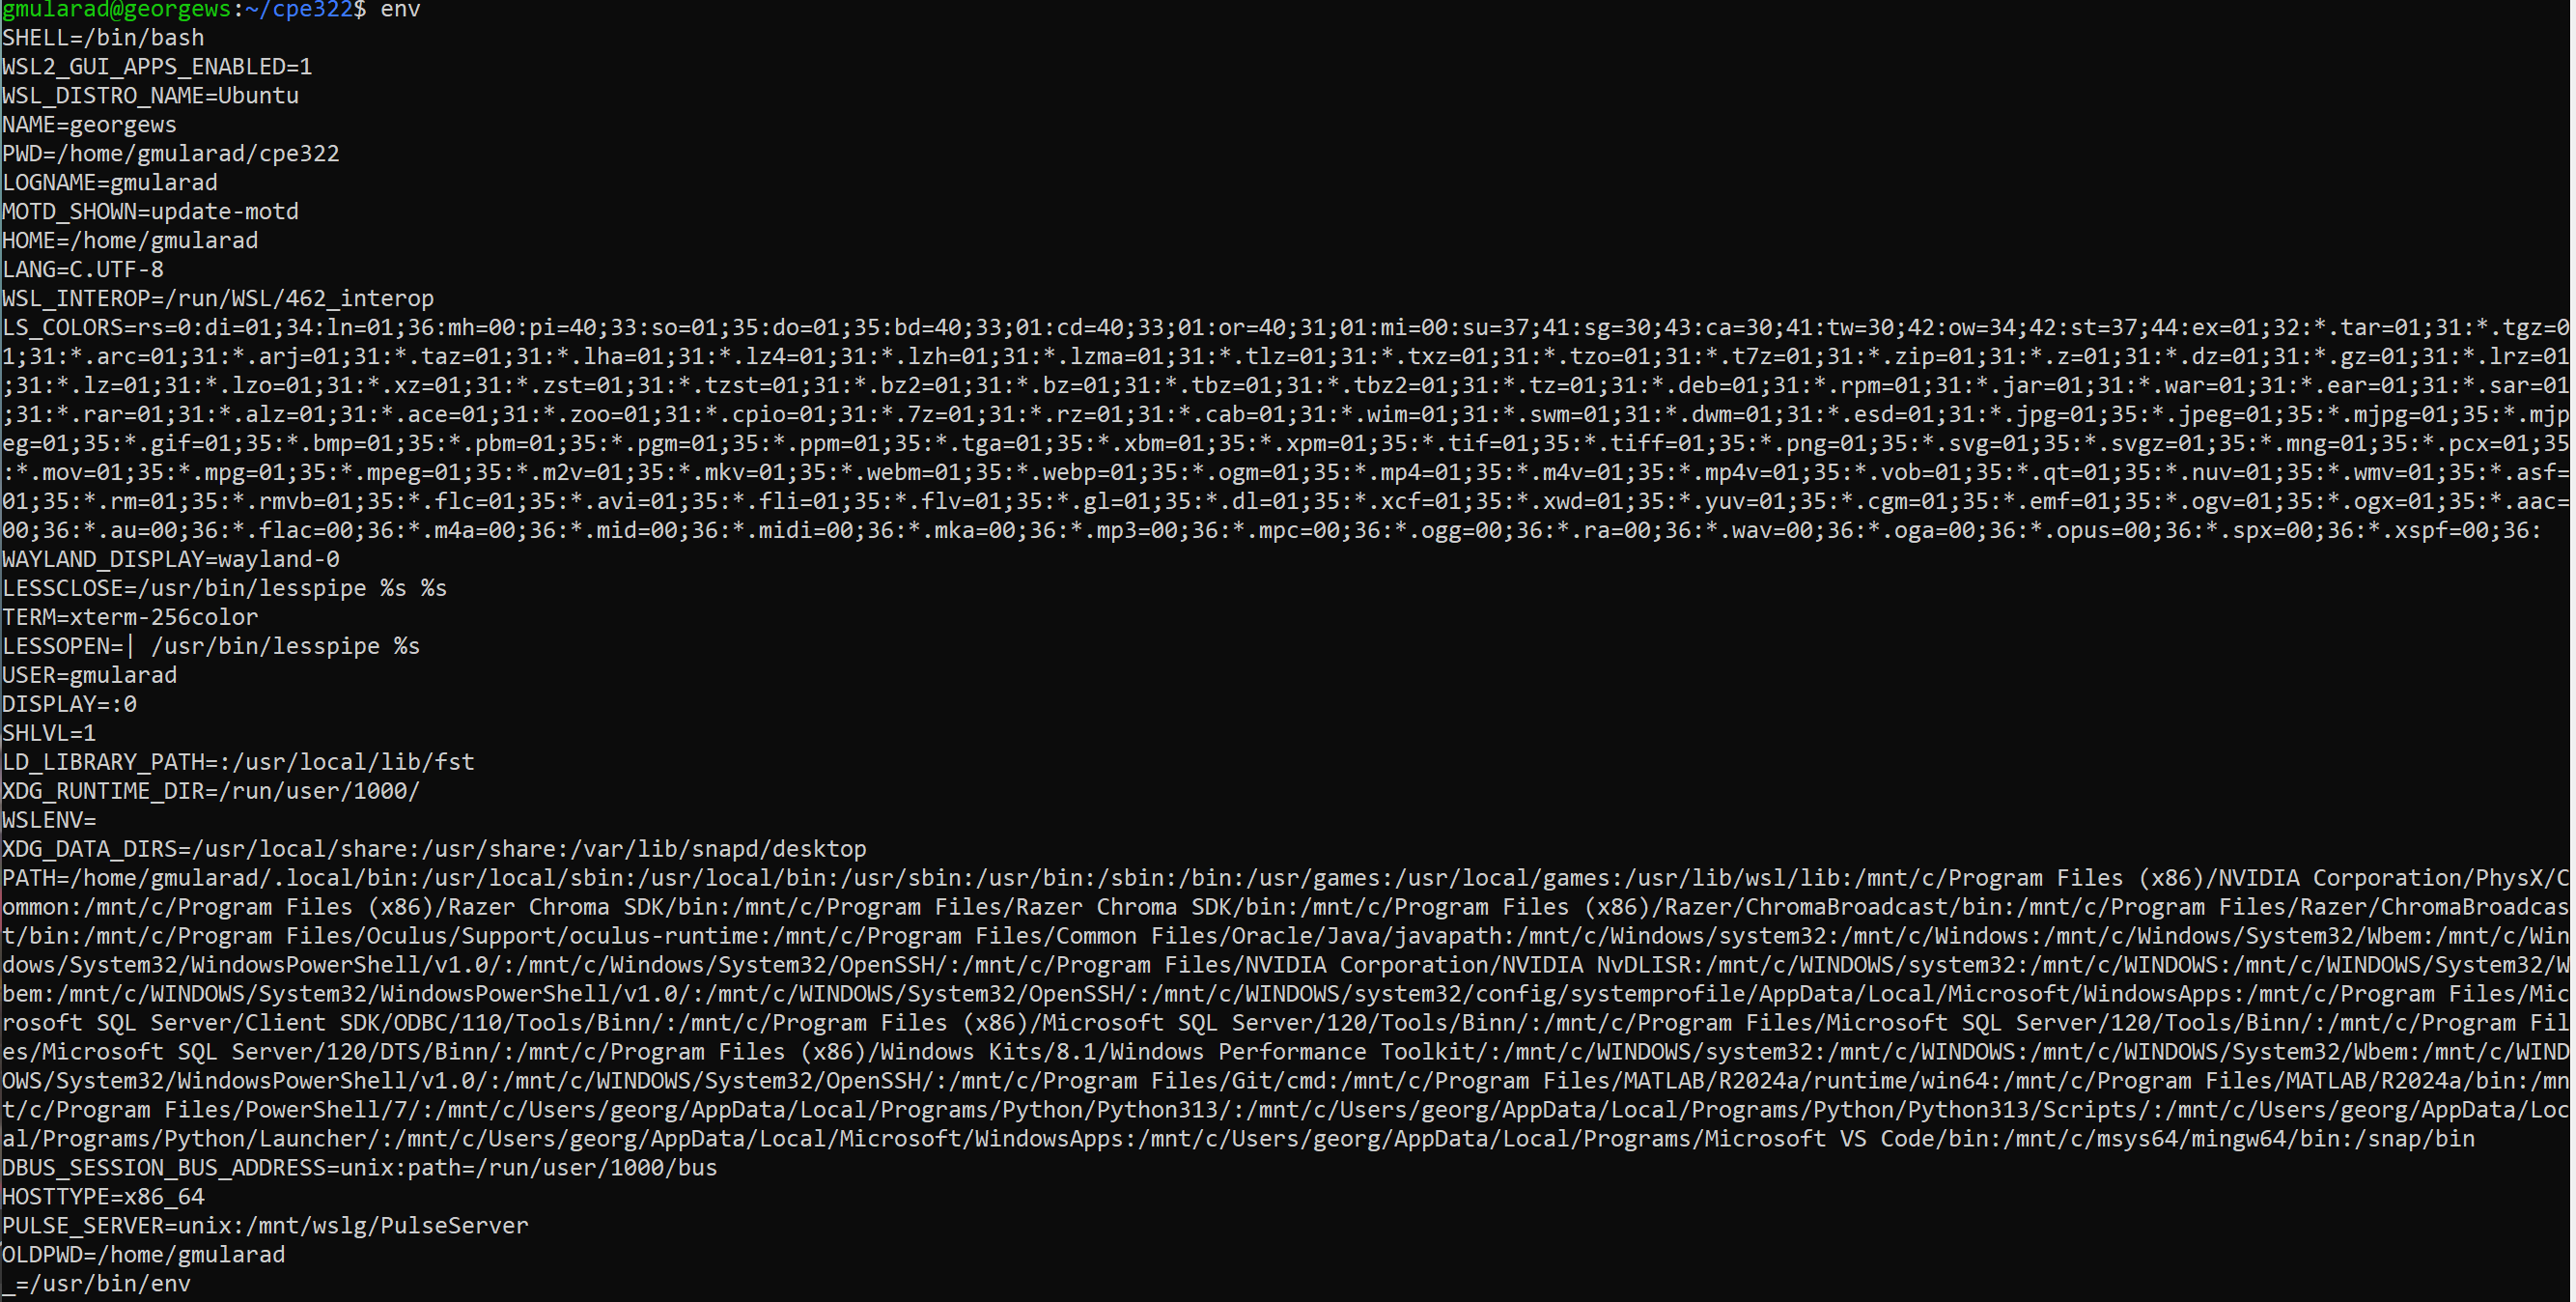 gmularad@georgews:~/cpe322$ env
SHELL=/bin/bash
WSL2_GUI_APPS_ENABLED=1
WSL_DISTRO_NAME=Ubuntu
NAME=georgews
PWD=/home/gmularad/cpe322
LOGNAME=gmularad
MOTD_SHOWN=update-motd
HOME=/home/gmularad
LANG=C.UTF-8
WSL_INTEROP=/run/WSL/462_interop
LS_COLORS=rs=0:di=01;34:ln=01;36:mh=00:pi=40;33:so=01;35:do=01;35:bd=40;33;01:cd=40;33;01:or=40;31;01:mi=00:su=37;41:sg=30;43:ca=30;41:tw=30;42:ow=34;42:st=37;44:ex=01;32:*.tar=01;31:*.tgz=0
1;31:*.arc=01;31:*.arj=01;31:*.taz=01;31:*.lha=01;31:*.lz4=01;31:*.lzh=01;31:*.lzma=01;31:*.tlz=01;31:*.txz=01;31:*.tzo=01;31:*.t7z=01;31:*.zip=01;31:*.z=01;31:*.dz=01;31:*.gz=01;31:*.lrz=01
;31:*.lz=01;31:*.lzo=01;31:*.xz=01;31:*.zst=01;31:*.tzst=01;31:*.bz2=01;31:*.bz=01;31:*.tbz=01;31:*.tbz2=01;31:*.tz=01;31:*.deb=01;31:*.rpm=01;31:*.jar=01;31:*.war=01;31:*.ear=01;31:*.sar=01
;31:*.rar=01;31:*.alz=01;31:*.ace=01;31:*.zoo=01;31:*.cpio=01;31:*.7z=01;31:*.rz=01;31:*.cab=01;31:*.wim=01;31:*.swm=01;31:*.dwm=01;31:*.esd=01;31:*.jpg=01;35:*.jpeg=01;35:*.mjpg=01;35:*.mjp
eg=01;35:*.gif=01;35:*.bmp=01;35:*.pbm=01;35:*.pgm=01;35:*.ppm=01;35:*.tga=01;35:*.xbm=01;35:*.xpm=01;35:*.tif=01;35:*.tiff=01;35:*.png=01;35:*.svg=01;35:*.svgz=01;35:*.mng=01;35:*.pcx=01;35
:*.mov=01;35:*.mpg=01;35:*.mpeg=01;35:*.m2v=01;35:*.mkv=01;35:*.webm=01;35:*.webp=01;35:*.ogm=01;35:*.mp4=01;35:*.m4v=01;35:*.mp4v=01;35:*.vob=01;35:*.qt=01;35:*.nuv=01;35:*.wmv=01;35:*.asf=
01;35:*.rm=01;35:*.rmvb=01;35:*.flc=01;35:*.avi=01;35:*.fli=01;35:*.flv=01;35:*.gl=01;35:*.dl=01;35:*.xcf=01;35:*.xwd=01;35:*.yuv=01;35:*.cgm=01;35:*.emf=01;35:*.ogv=01;35:*.ogx=01;35:*.aac=
00;36:*.au=00;36:*.flac=00;36:*.m4a=00;36:*.mid=00;36:*.midi=00;36:*.mka=00;36:*.mp3=00;36:*.mpc=00;36:*.ogg=00;36:*.ra=00;36:*.wav=00;36:*.oga=00;36:*.opus=00;36:*.spx=00;36:*.xspf=00;36:
WAYLAND_DISPLAY=wayland-0
LESSCLOSE=/usr/bin/lesspipe %s %s
TERM=xterm-256color
LESSOPEN=| /usr/bin/lesspipe %s
USER=gmularad
DISPLAY=:0
SHLVL=1
LD_LIBRARY_PATH=:/usr/local/lib/fst
XDG_RUNTIME_DIR=/run/user/1000/
WSLENV=
XDG_DATA_DIRS=/usr/local/share:/usr/share:/var/lib/snapd/desktop
PATH=/home/gmularad/.local/bin:/usr/local/sbin:/usr/local/bin:/usr/sbin:/usr/bin:/sbin:/bin:/usr/games:/usr/local/games:/usr/lib/wsl/lib:/mnt/c/Program Files (x86)/NVIDIA Corporation/PhysX/C
ommon:/mnt/c/Program Files (x86)/Razer Chroma SDK/bin:/mnt/c/Program Files/Razer Chroma SDK/bin:/mnt/c/Program Files (x86)/Razer/ChromaBroadcast/bin:/mnt/c/Program Files/Razer/ChromaBroadcas
t/bin:/mnt/c/Program Files/Oculus/Support/oculus-runtime:/mnt/c/Program Files/Common Files/Oracle/Java/javapath:/mnt/c/Windows/system32:/mnt/c/Windows:/mnt/c/Windows/System32/Wbem:/mnt/c/Win
dows/System32/WindowsPowerShell/v1.0/:/mnt/c/Windows/System32/OpenSSH/:/mnt/c/Program Files/NVIDIA Corporation/NVIDIA NvDLISR:/mnt/c/WINDOWS/system32:/mnt/c/WINDOWS:/mnt/c/WINDOWS/System32/W
bem:/mnt/c/WINDOWS/System32/WindowsPowerShell/v1.0/:/mnt/c/WINDOWS/System32/OpenSSH/:/mnt/c/WINDOWS/system32/config/systemprofile/AppData/Local/Microsoft/WindowsApps:/mnt/c/Program Files/Mic
rosoft SQL Server/Client SDK/ODBC/110/Tools/Binn/:/mnt/c/Program Files (x86)/Microsoft SQL Server/120/Tools/Binn/:/mnt/c/Program Files/Microsoft SQL Server/120/Tools/Binn/:/mnt/c/Program Fil
es/Microsoft SQL Server/120/DTS/Binn/:/mnt/c/Program Files (x86)/Windows Kits/8.1/Windows Performance Toolkit/:/mnt/c/WINDOWS/system32:/mnt/c/WINDOWS:/mnt/c/WINDOWS/System32/Wbem:/mnt/c/WIND
OWS/System32/WindowsPowerShell/v1.0/:/mnt/c/WINDOWS/System32/OpenSSH/:/mnt/c/Program Files/Git/cmd:/mnt/c/Program Files/MATLAB/R2024a/runtime/win64:/mnt/c/Program Files/MATLAB/R2024a/bin:/mn
t/c/Program Files/PowerShell/7/:/mnt/c/Users/georg/AppData/Local/Programs/Python/Python313/:/mnt/c/Users/georg/AppData/Local/Programs/Python/Python313/Scripts/:/mnt/c/Users/georg/AppData/Loc
al/Programs/Python/Launcher/:/mnt/c/Users/georg/AppData/Local/Microsoft/WindowsApps:/mnt/c/Users/georg/AppData/Local/Programs/Microsoft VS Code/bin:/mnt/c/msys64/mingw64/bin:/snap/bin
DBUS_SESSION_BUS_ADDRESS=unix:path=/run/user/1000/bus
HOSTTYPE=x86_64
PULSE_SERVER=unix:/mnt/wslg/PulseServer
OLDPWD=/home/gmularad
_=/usr/bin/env